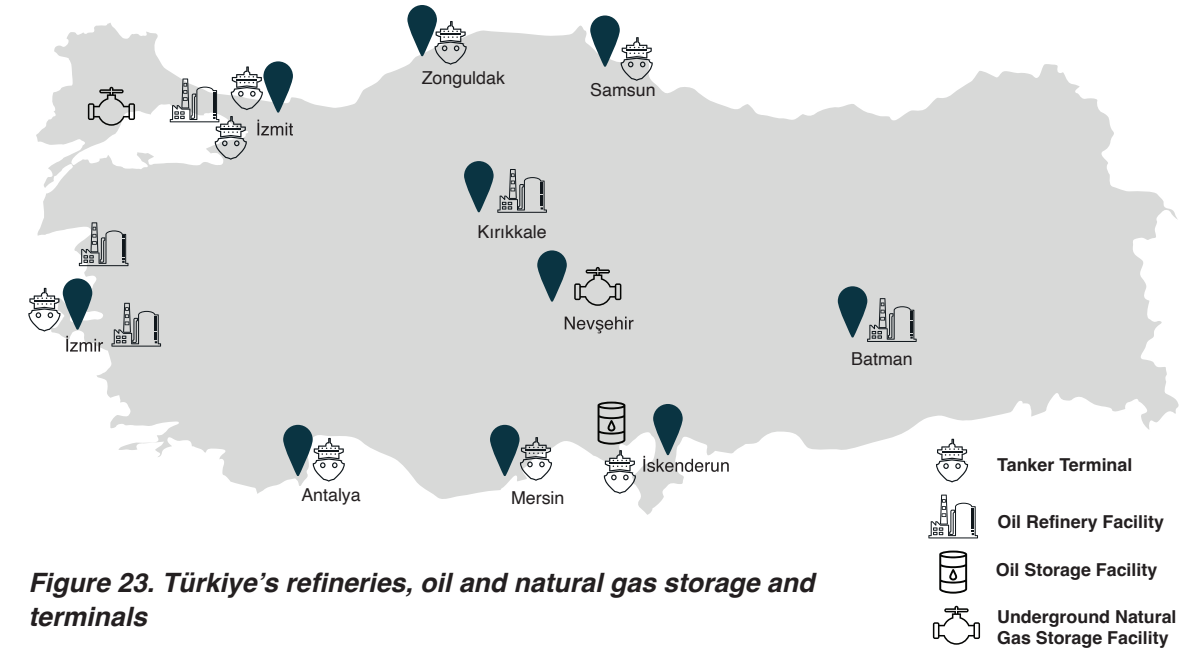 Zonguldak
Samsun
İzmit
Kırıkkale
Nevşehir
İzmir
Batman
İskenderun
Antalya
Mersin
Tanker Terminal
Oil Refinery Facility
Oil Storage Facility
Underground Natural
Gas Storage Facility
Figure 23. Türkiye’s refineries, oil and natural gas storage and
terminals